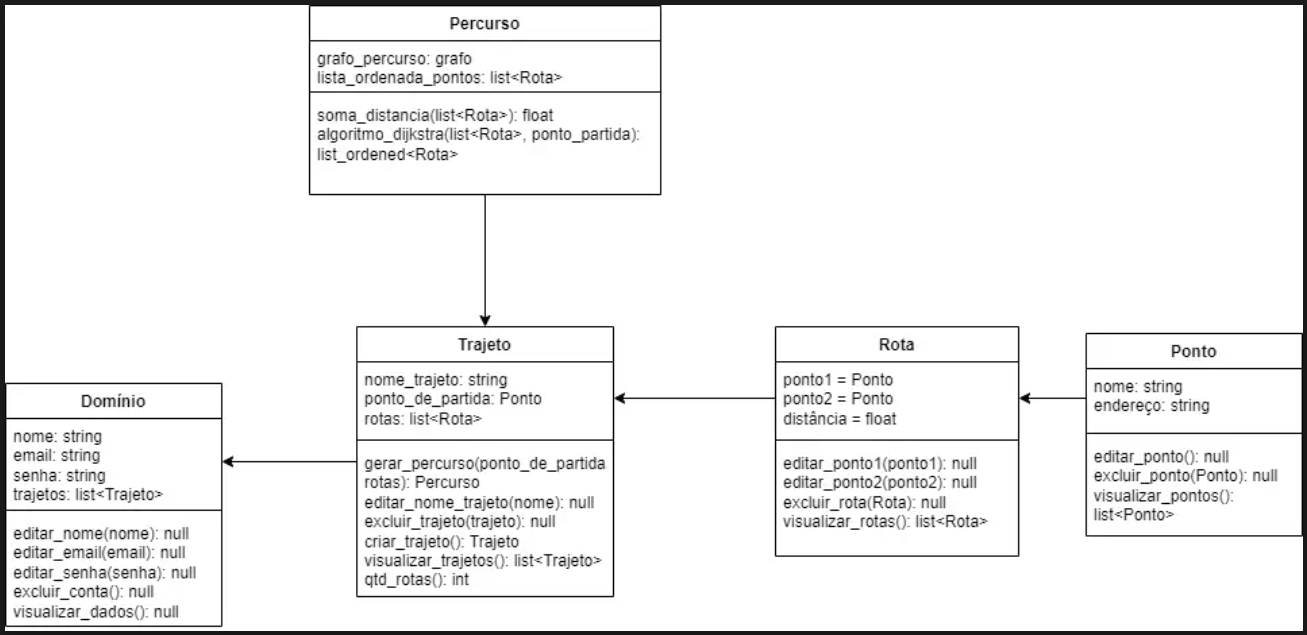 Percurso
grafo_percurso: grafo
lista_ordenada_pontos: list<Rota>
soma_distancia(list<Rota>): float
algoritmo_dijkstra(list<Rota>, ponto_partida):
list_ordened<Rota>
Trajeto
nome_trajeto: string
ponto_de_partida: Ponto
rotas: list<Rota>
gerar_percurso(ponto_de_partida
rotas): Percurso
editar_nome_trajeto(nome): null
excluir_trajeto(trajeto): null
criar_trajeto(): Trajeto
visualizar_trajetos(): list<Trajeto>
qtd_rotas(): int
Rota
ponto1 = Ponto
ponto2 = Ponto
distância = float
editar_ponto1(ponto1): null
editar_ponto2(ponto2): null
excluir_rota(Rota): null
visualizar_rotas(): list<Rota>
Ponto
nome: string
endereço: string
editar_ponto(): null
excluir_ponto(Ponto): null
visualizar_pontos():
list<Ponto>
Domínio
nome: string
email: string
senha: string
trajetos: list<Trajeto>
editar_nome(nome): null
editar_email(email): null
editar_senha(senha): null
excluir_conta(): null
visualizar_dados(): null